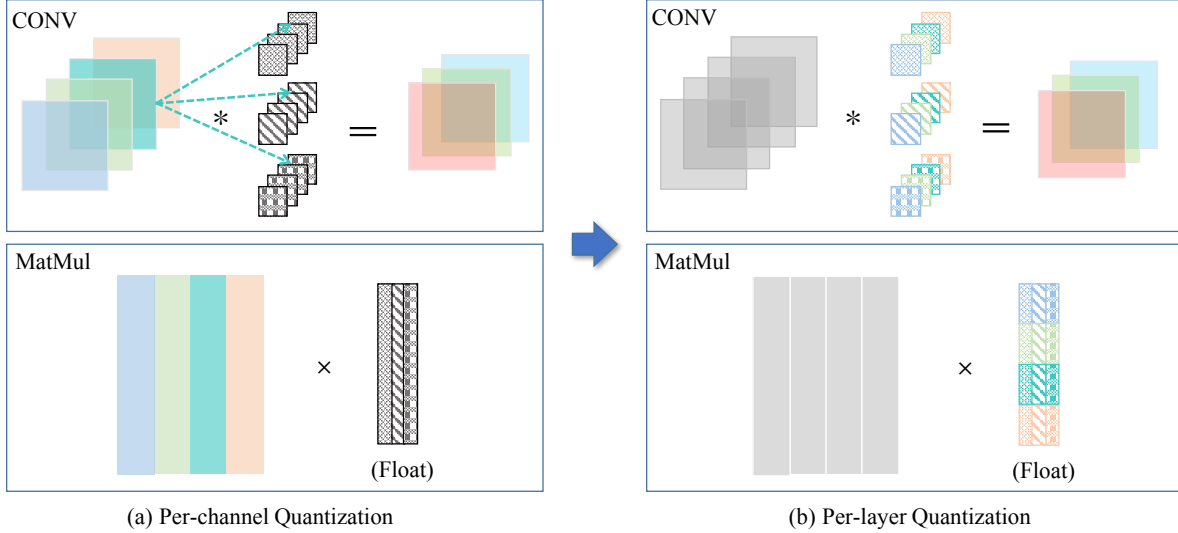 CONV
*
=
MatMul
×
(Float)
(a) Per-channel Quantization
CONV
*
=
MatMul
×
(Float)
(b) Per-layer Quantization